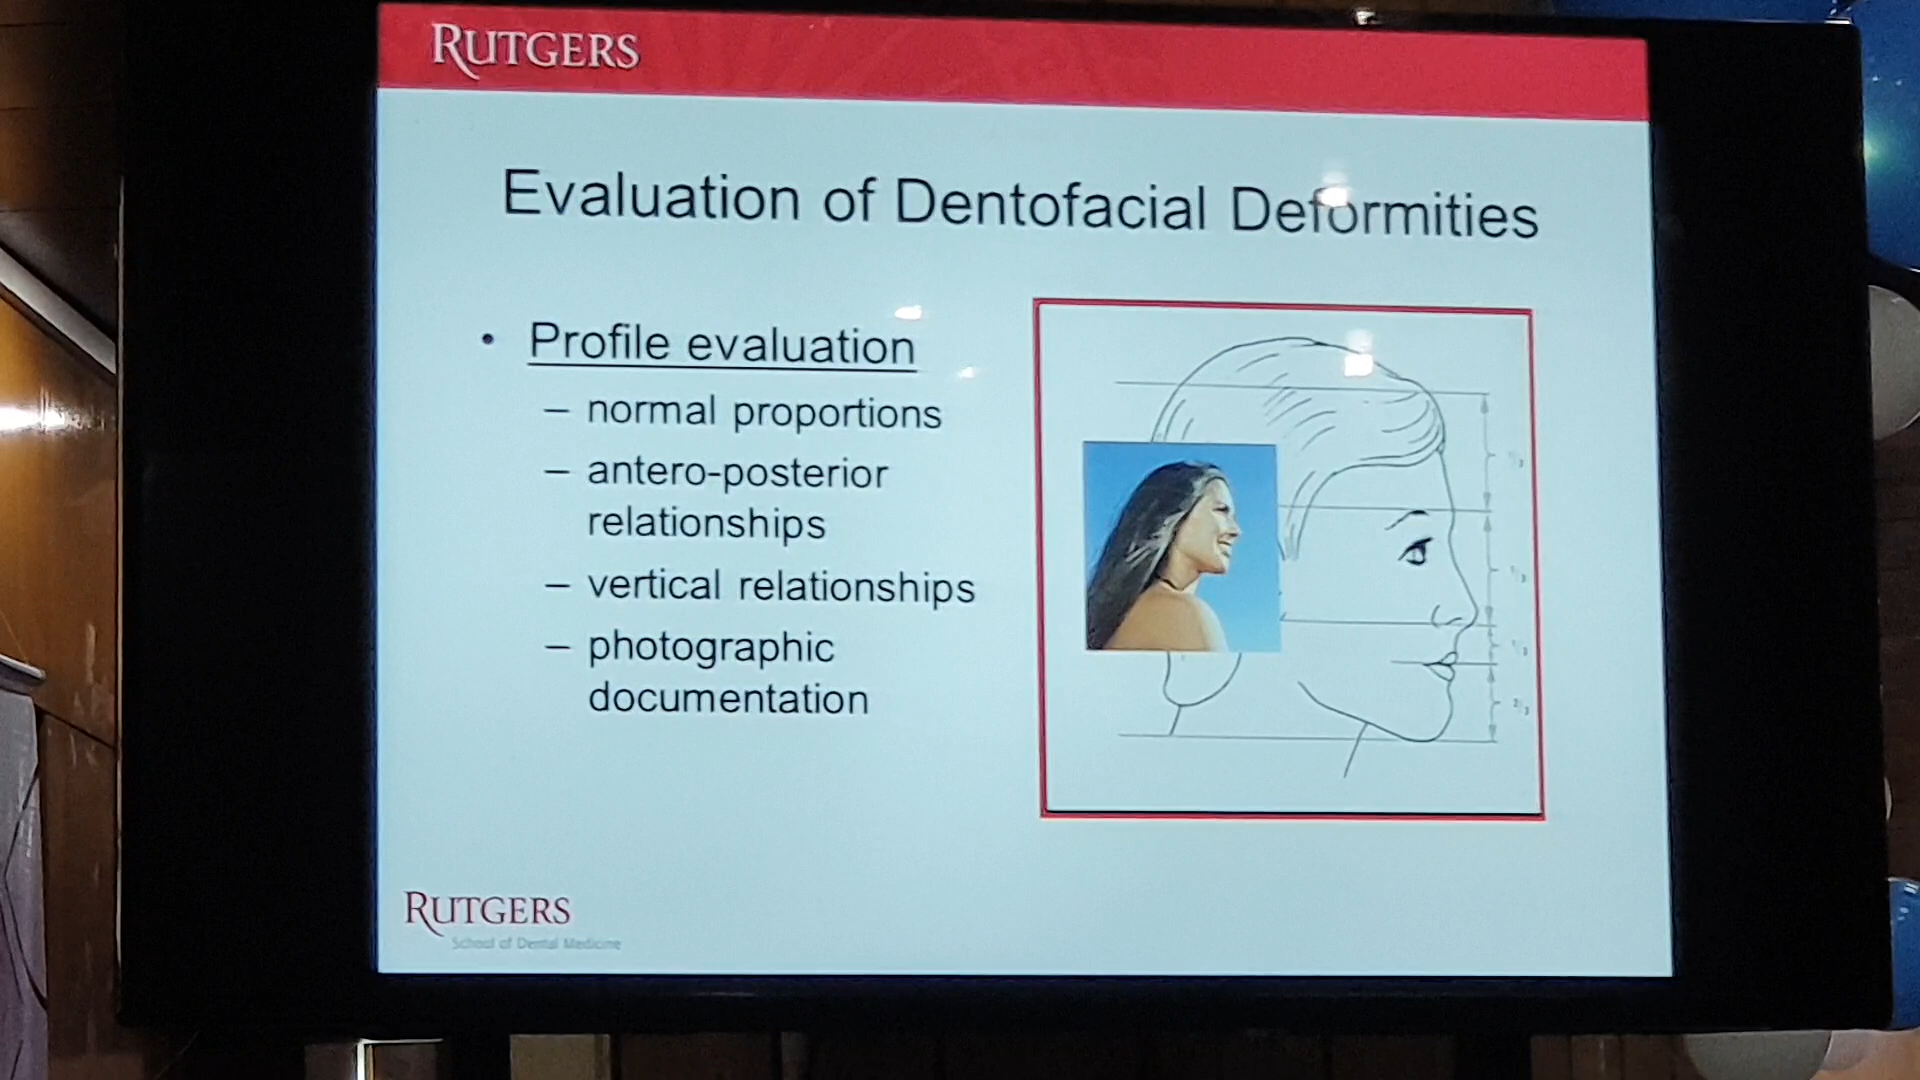 RUTGERS
Evaluation of Dentofacial Deformities
• Profile evaluation
– normal proportions
– antero-posterior
relationships
– vertical relationships
– photographic
documentation
RUTGERS
School of Dental Medicine